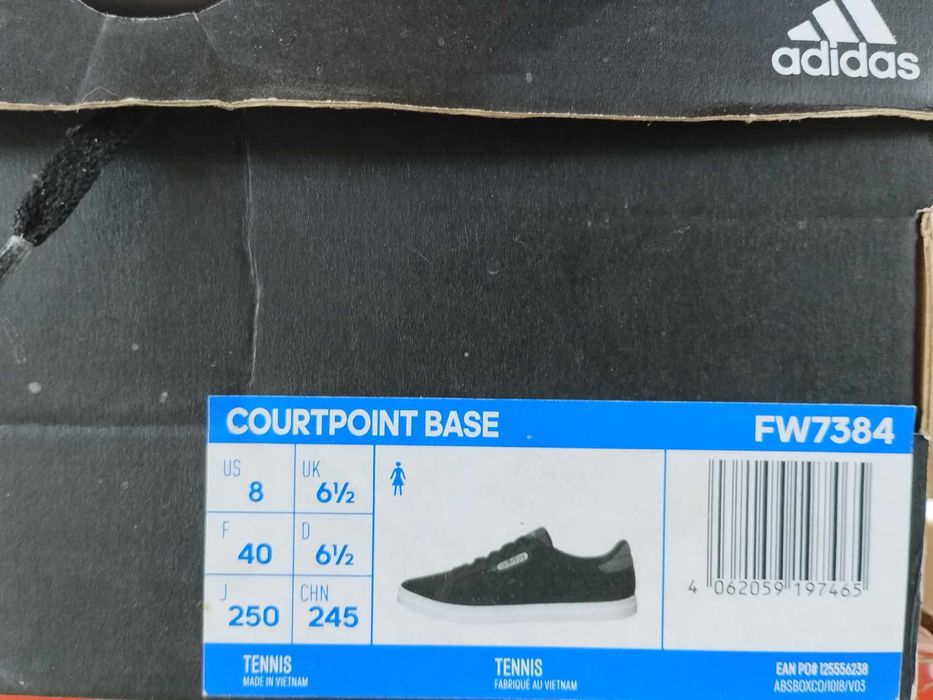 adidas
COURTPOINT BASE FW7384
US 8 UK 6½
F 40 D 6½
J 250 CHN 245
4 062059 197465
TENNIS
MADE IN VIETNAM
TENNIS
FABRIQUÉ AU VIETNAM
EAN PO# 125556238
ABSBOXCO/1018/V03